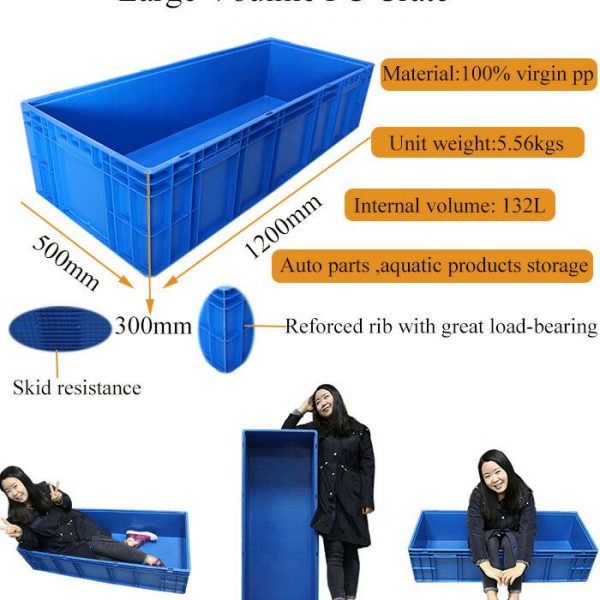 Large Material:100% virgin pp
Unit weight:5.56kgs
Internal volume: 132L
Auto parts ,aquatic products storage
500mm
1200mm
300mm
Reforced rib with great load-bearing
Skid resistance